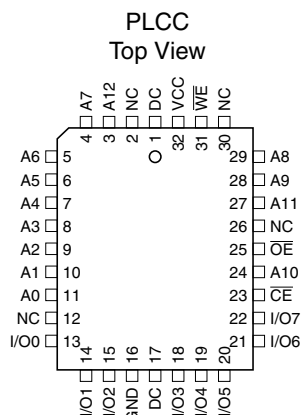 PLCC
Top View
A7 A12 NC DC VCC WE NC
4 3 2 1 32 31 30
A6 5 29 A8
A5 6 28 A9
A4 7 27 A11
A3 8 26 NC
A2 9 25 OE
A1 10 24 A10
A0 11 23 CE
NC 12 22 I/O7
I/O0 13 21 I/O6
14 15 16 17 18 19 20
I/O1 I/O2 GND DC I/O3 I/O4 I/O5